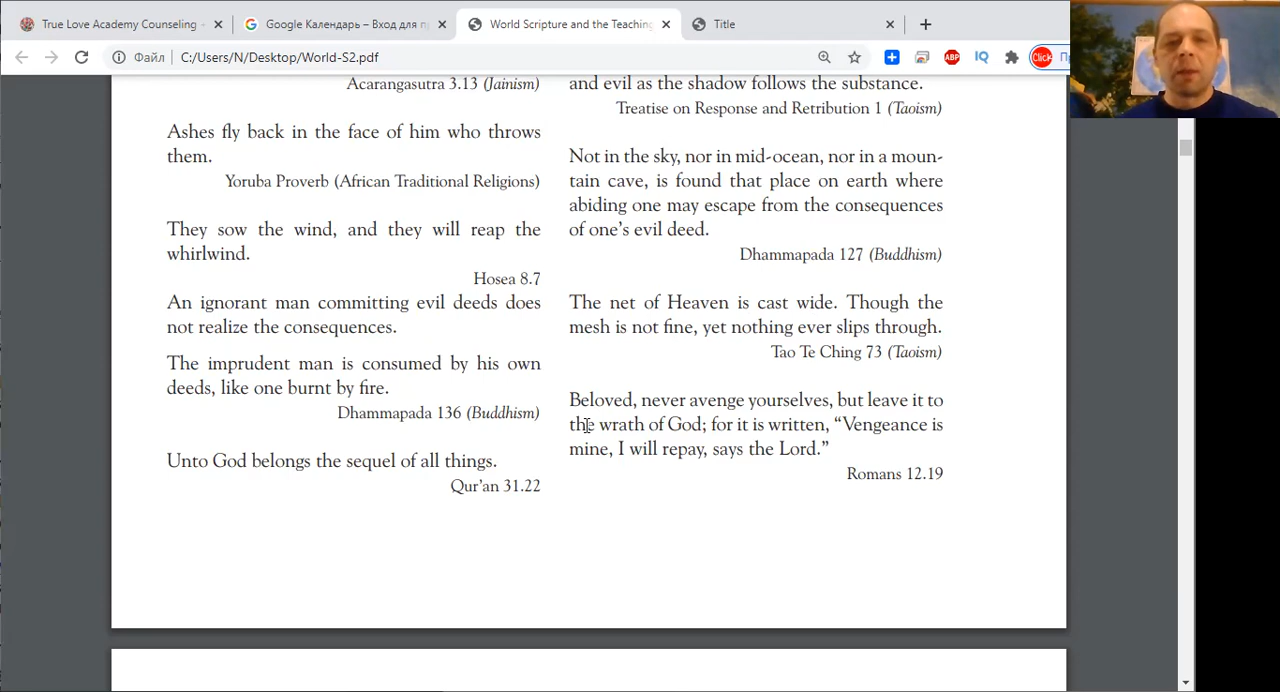 True Love Academy Counseling -
Google Календарь – Вход для п
World Scripture and the Teaching
Title
Файл
C:/Users/N/Desktop/WorldS2.pdf
ABP
IQ
Click
Acarangasutra 3.13 (Jainism)
Ashes fly back in the face of him who throws
them.
Yoruba Proverb (African Traditional Religions)
They sow the wind, and they will reap the
whirlwind.
Hosea 8.7
An ignorant man committing evil deeds does
not realize the consequences.
The imprudent man is consumed by his own
deeds, like one burnt by fire.
Dhammapada 136 (Buddhism)
Unto God belongs the sequel of all things.
Qur’an 31.22
and evil as the shadow follows the substance.
Treatise on Response and Retribution 1 (Taoism)
Not in the sky, nor in mid-ocean, nor in a moun-
tain cave, is found that place on earth where
abiding one may escape from the consequences
of one’s evil deed.
Dhammapada 127 (Buddhism)
The net of Heaven is cast wide. Though the
mesh is not fine, yet nothing ever slips through.
Tao Te Ching 73 (Taoism)
Beloved, never avenge yourselves, but leave it to
the wrath of God; for it is written, “Vengeance is
mine, I will repay, says the Lord.”
Romans 12.19